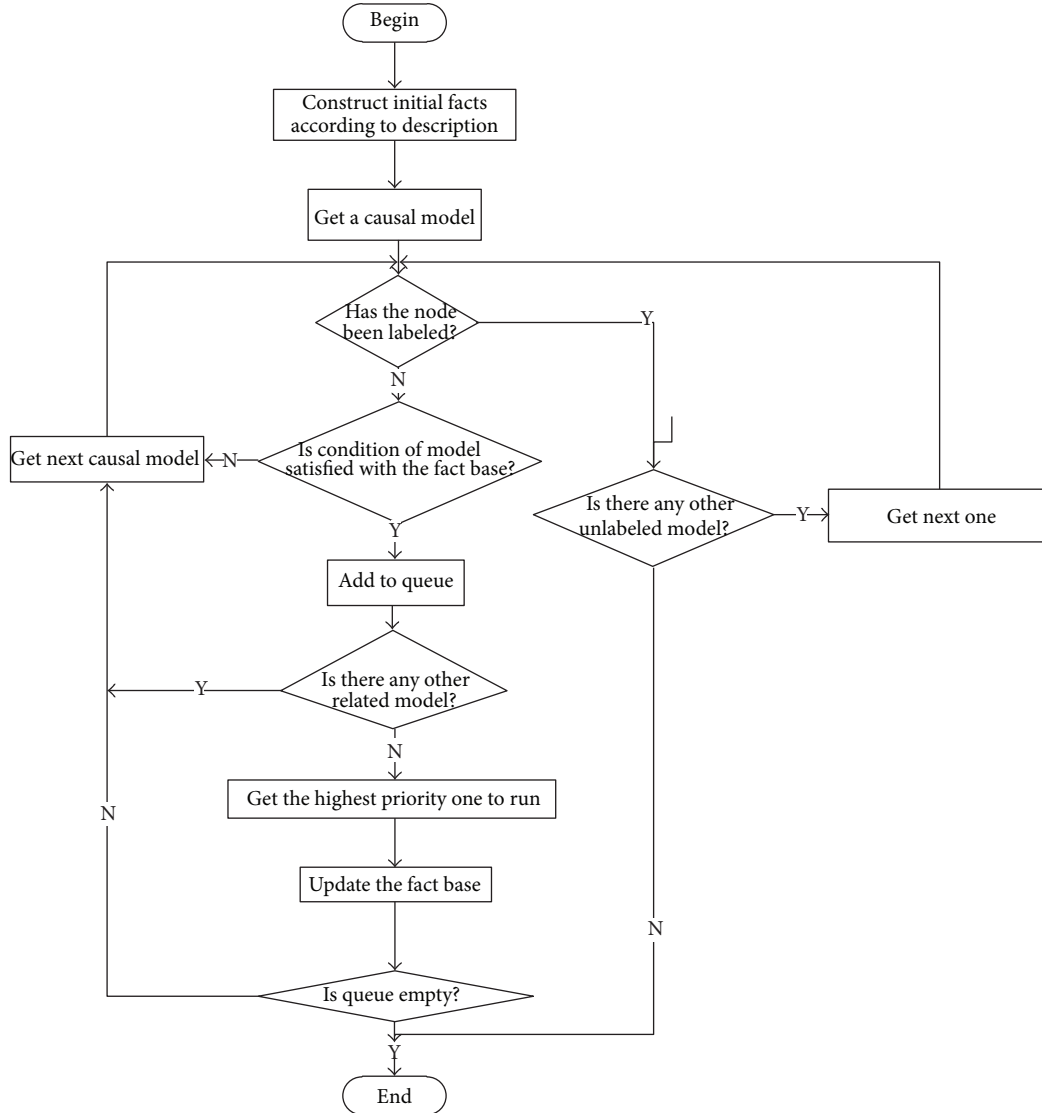 Begin
Construct initial facts
according to description
Get a causal model
Has the node
been labeled?
Y
N
Is condition of model
satisfied with the fact base?
N
Get next causal model
Y
Is there any other
unlabeled model?
Y
Get next one
Add to queue
Is there any other
related model?
Y
N
Get the highest priority one to run
N
Update the fact base
N
Is queue empty?
Y
End